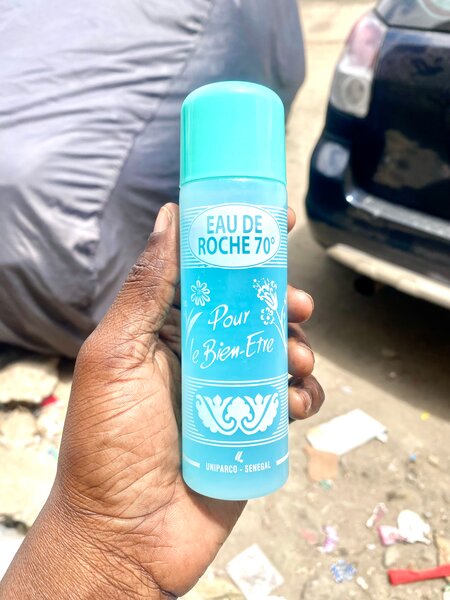 EAU DE
ROCHE 70°
Pour
le Bien-Etre
UNIPARCO - SENEGAL